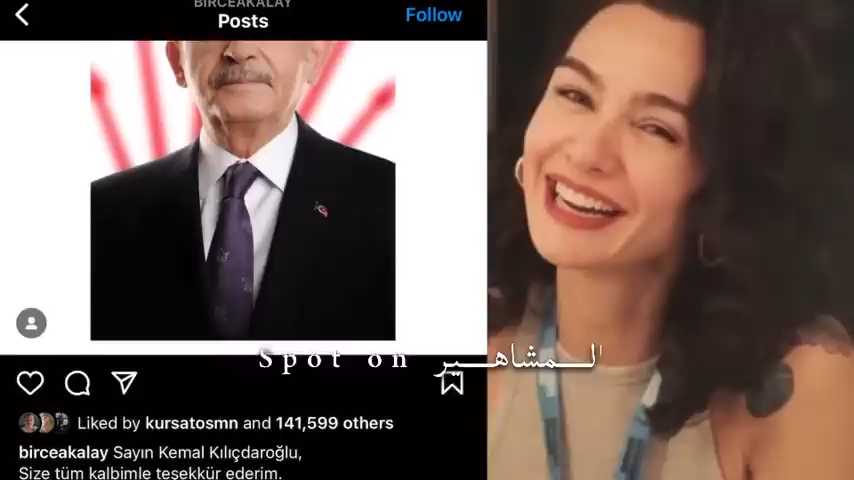 BIRCEAKALAY
Posts
Follow
Spot on المشاهير
Liked by kursatosmn and 141,599 others
birceakalay Sayın Kemal Kılıçdaroğlu,
Size tüm kalbimle teşekkür ederim.